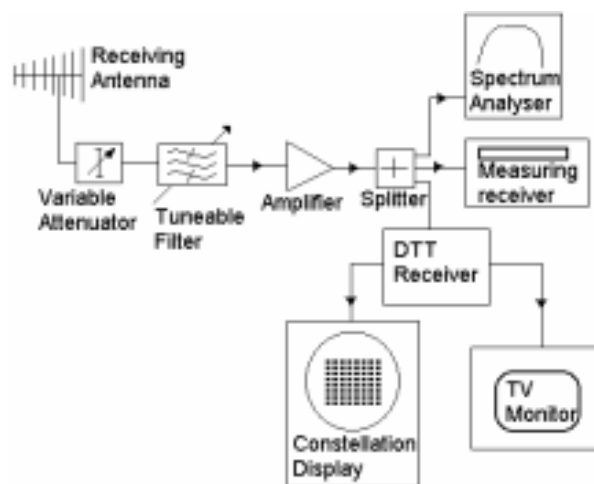 Receiving
Antenna
Spectrum
Analyser
Variable
Attenuator
Tuneable
Filter
Amplifier
Splitter
Measuring
receiver
DTT
Receiver
Constellation
Display
TV
Monitor